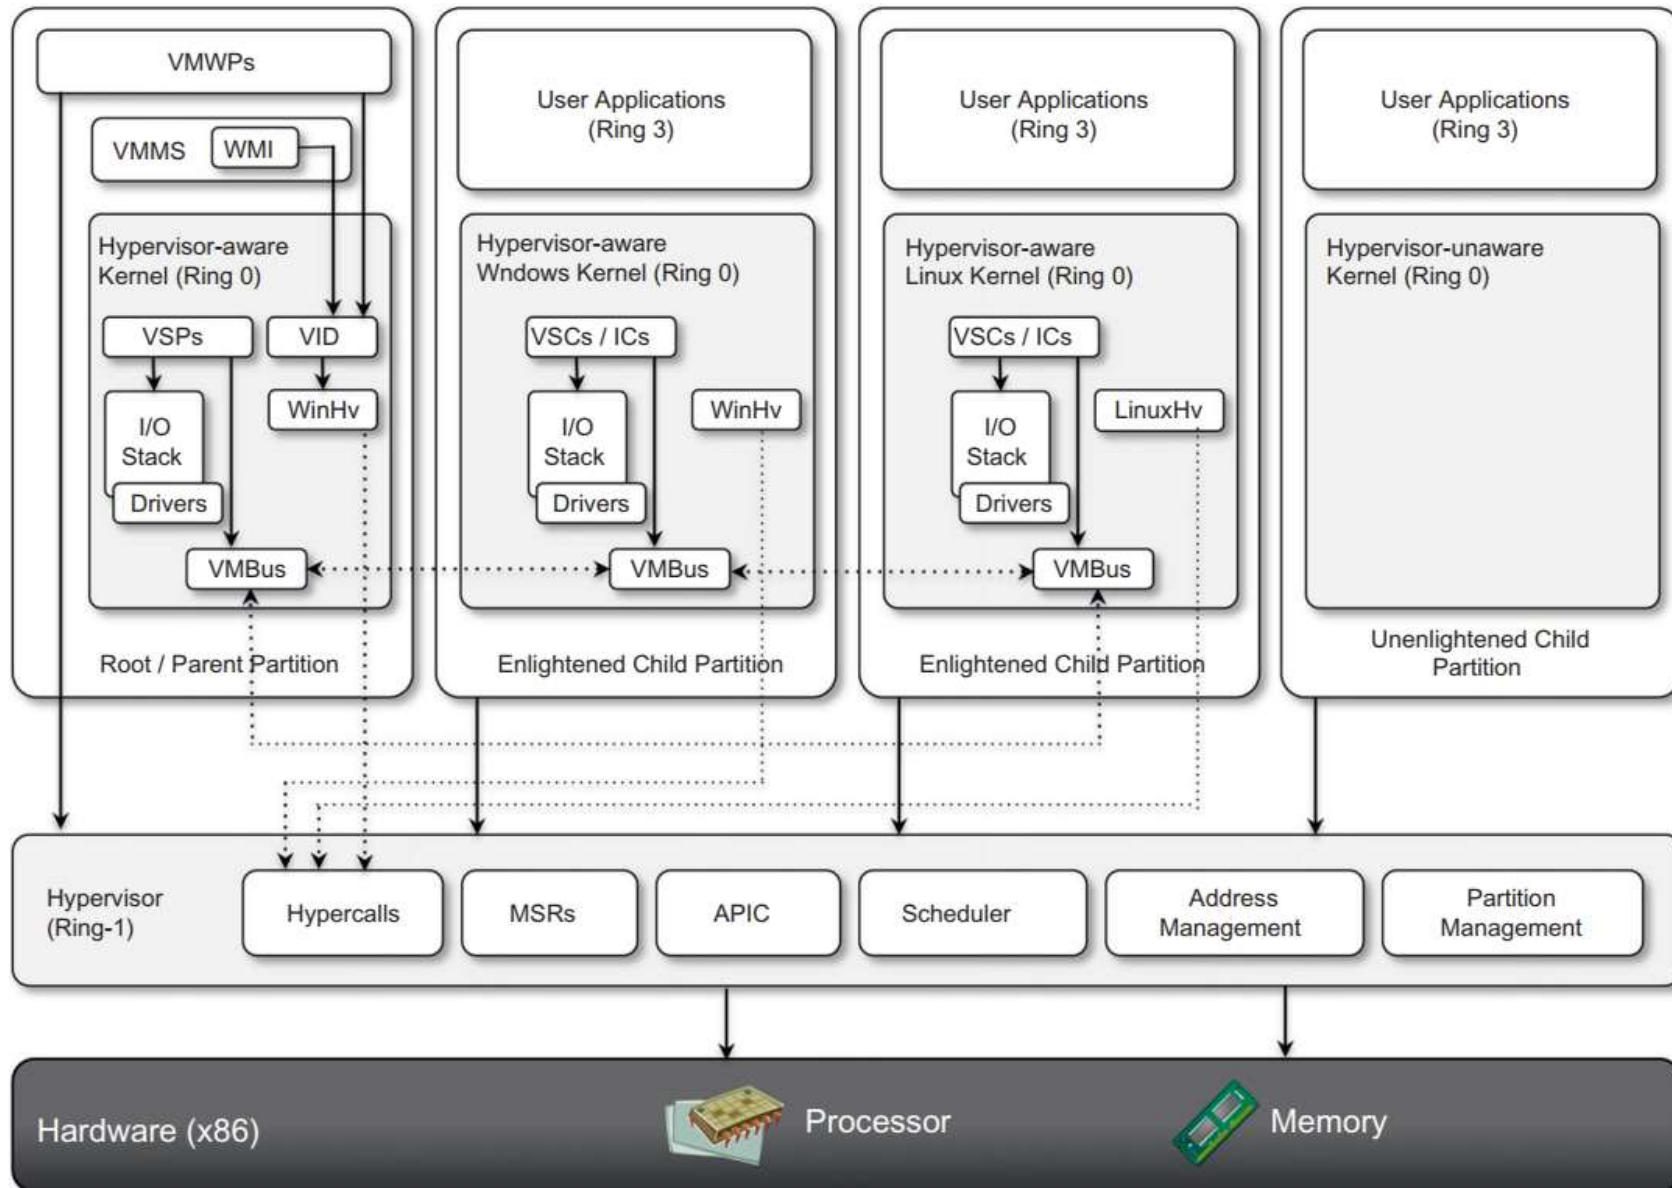 VMWPs
VMMS
WMI
Hypervisor-aware
Kernel (Ring 0)
VSPs
VID
I/O
Stack
Drivers
WinHv
VMBus
Root / Parent Partition
User Applications
(Ring 3)
Hypervisor-aware
Wndows Kernel (Ring 0)
VSCs / ICs
I/O
Stack
Drivers
WinHv
VMBus
Enlightened Child Partition
User Applications
(Ring 3)
Hypervisor-aware
Linux Kernel (Ring 0)
VSCs / ICs
I/O
Stack
Drivers
LinuxHv
VMBus
Enlightened Child Partition
User Applications
(Ring 3)
Hypervisor-unaware
Kernel (Ring 0)
Unenlightened Child
Partition
Hypervisor
(Ring-1)
Hypercalls
MSRs
APIC
Scheduler
Address
Management
Partition
Management
Hardware (x86)
Processor
Memory